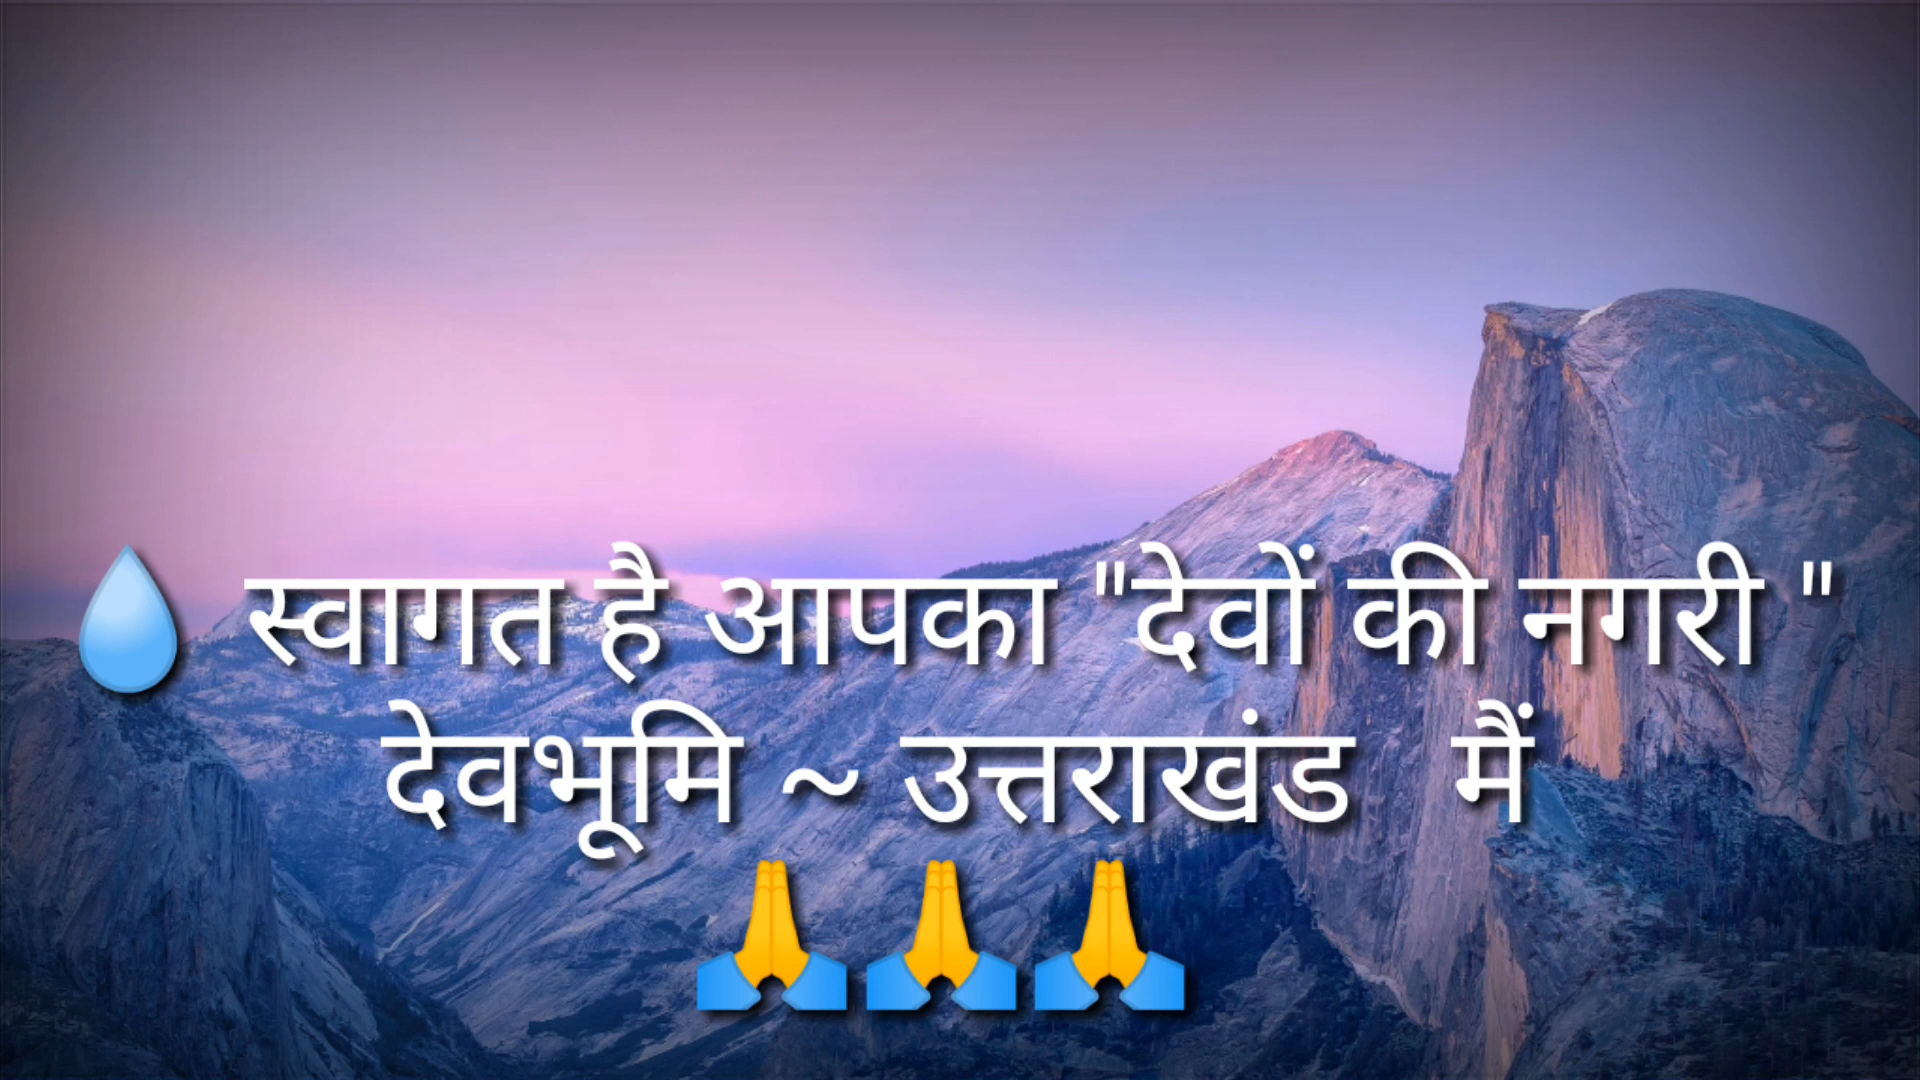 💧 स्वागत है आपका "देवों की नगरी "
देवभूमि ~ उत्तराखंड मैं
🙏🙏🙏